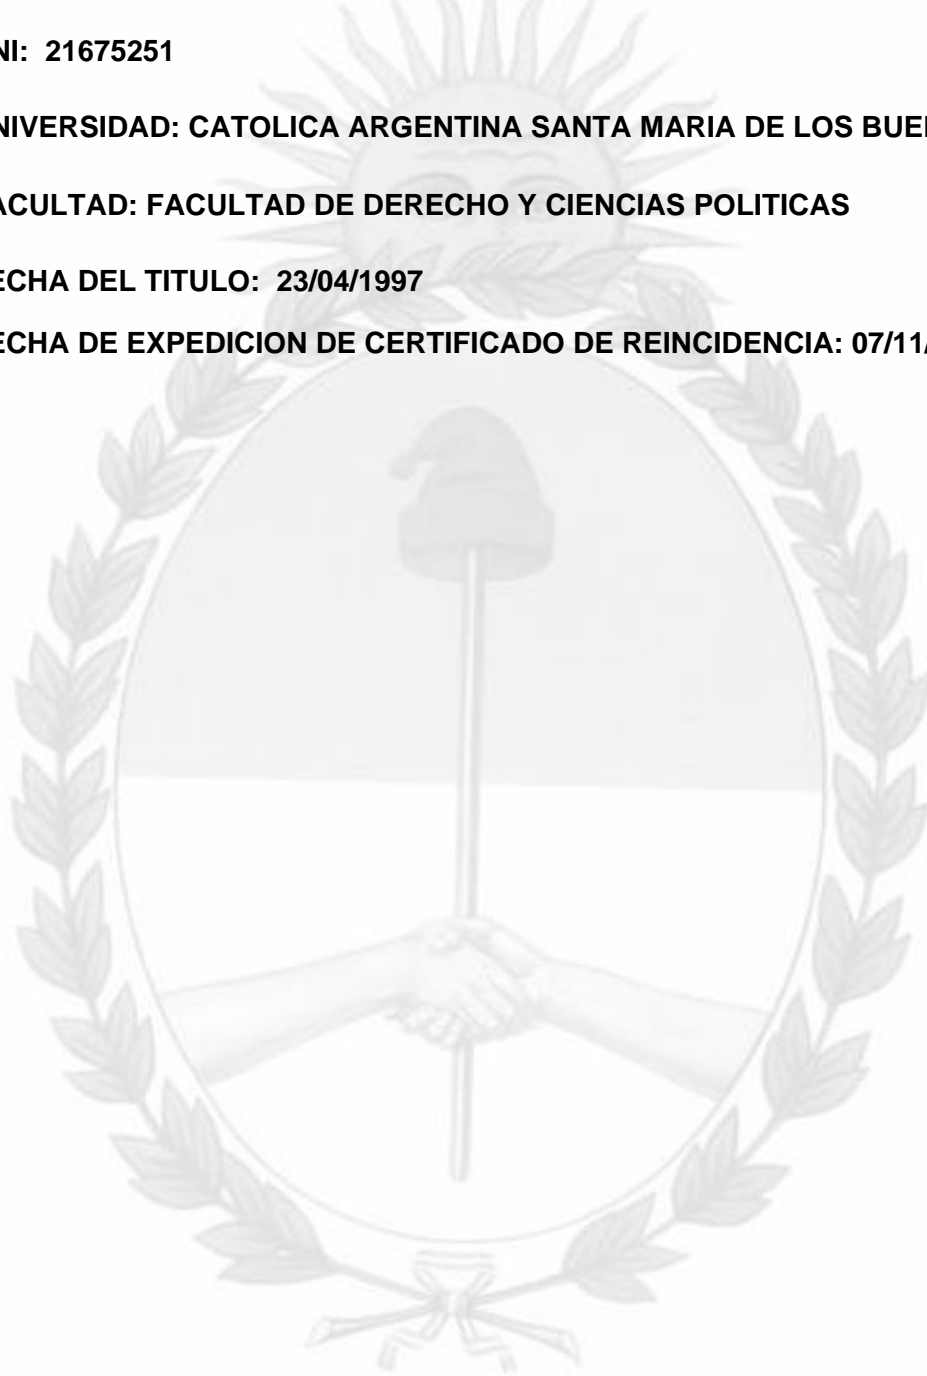 NI: 21675251
NIVERSIDAD: CATOLICA ARGENTINA SANTA MARIA DE LOS BUE
ACULTAD: FACULTAD DE DERECHO Y CIENCIAS POLITICAS
ECHA DEL TITULO: 23/04/1997
ECHA DE EXPEDICION DE CERTIFICADO DE REINCIDENCIA: 07/11/